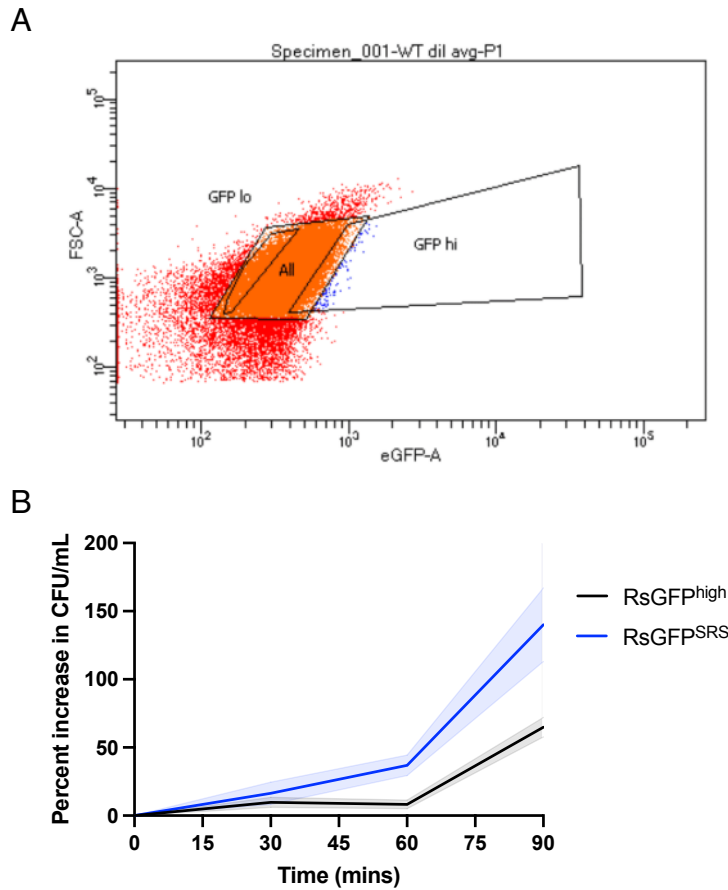 A
Specimen_001-WT dil avg-P1
FSC-A
10^5
10^4
10^3
10^2
GFP lo
All
GFP hi
10^2 10^3 10^4 10^5
eGFP-A
B
Percent increase in CFU/mL
200
150
100
50
0
0 15 30 45 60 75 90
Time (mins)
RsGFP^high
RsGFP^SRS